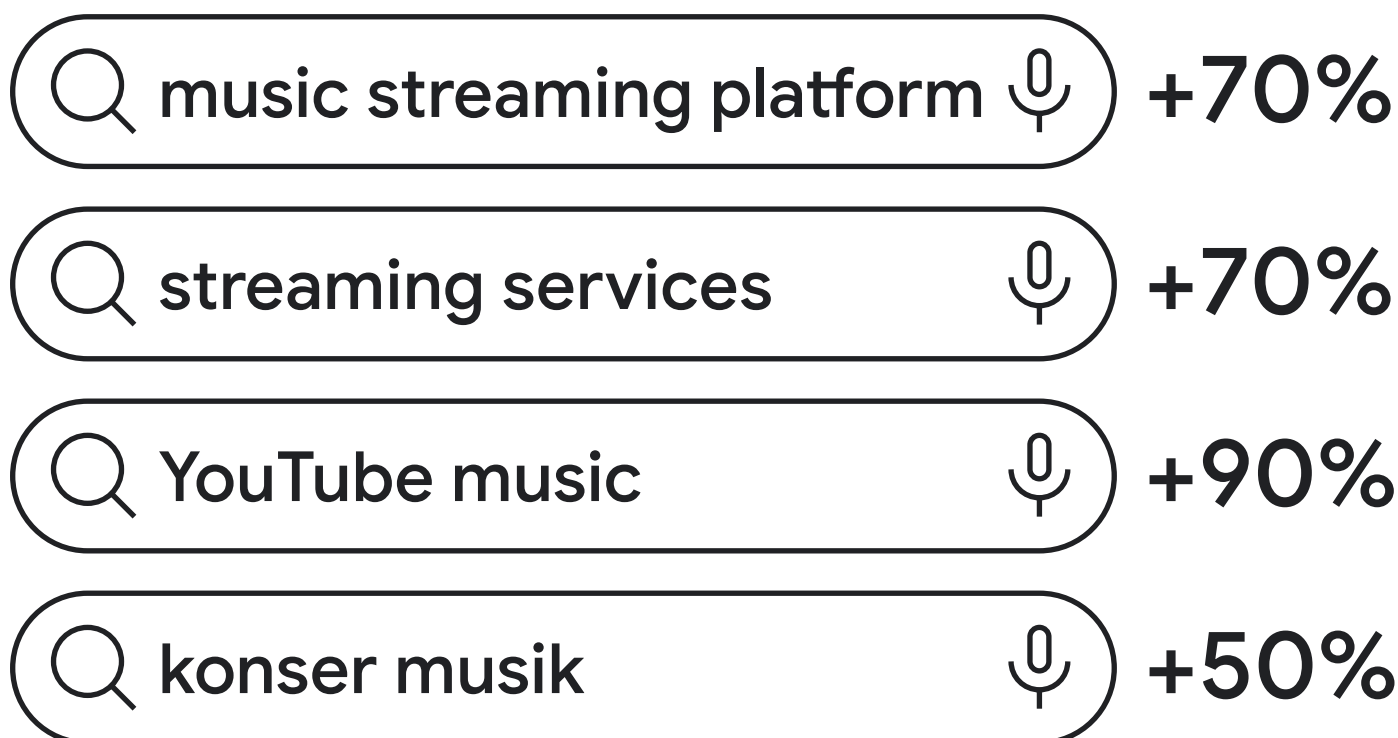 music streaming platform +70%
streaming services +70%
YouTube music +90%
konser musik +50%